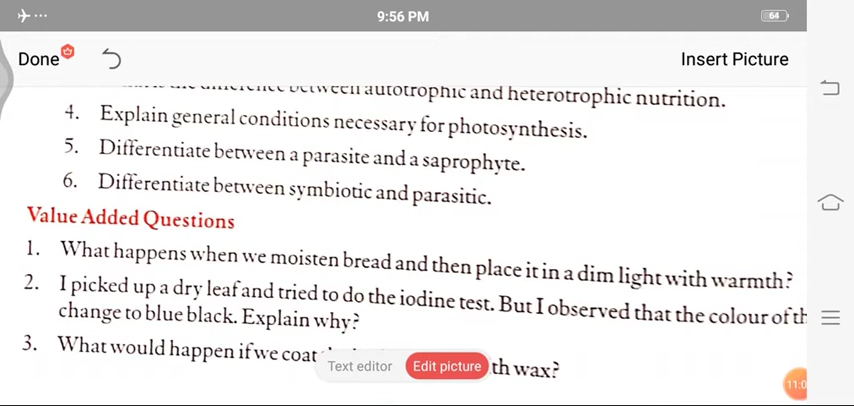 9:56 PM
64
Done
Insert Picture
between autotrophic and heterotrophic nutrition.
4. Explain general conditions necessary for photosynthesis.
5. Differentiate between a parasite and a saprophyte.
6. Differentiate between symbiotic and parasitic.
Value Added Questions
1. What happens when we moisten bread and then place it in a dim light with warmth?
2. I picked up a dry leaf and tried to do the iodine test. But I observed that the colour of th
change to blue black. Explain why?
3. What would happen if we coat
th wax?
Text editor
Edit picture
11:0